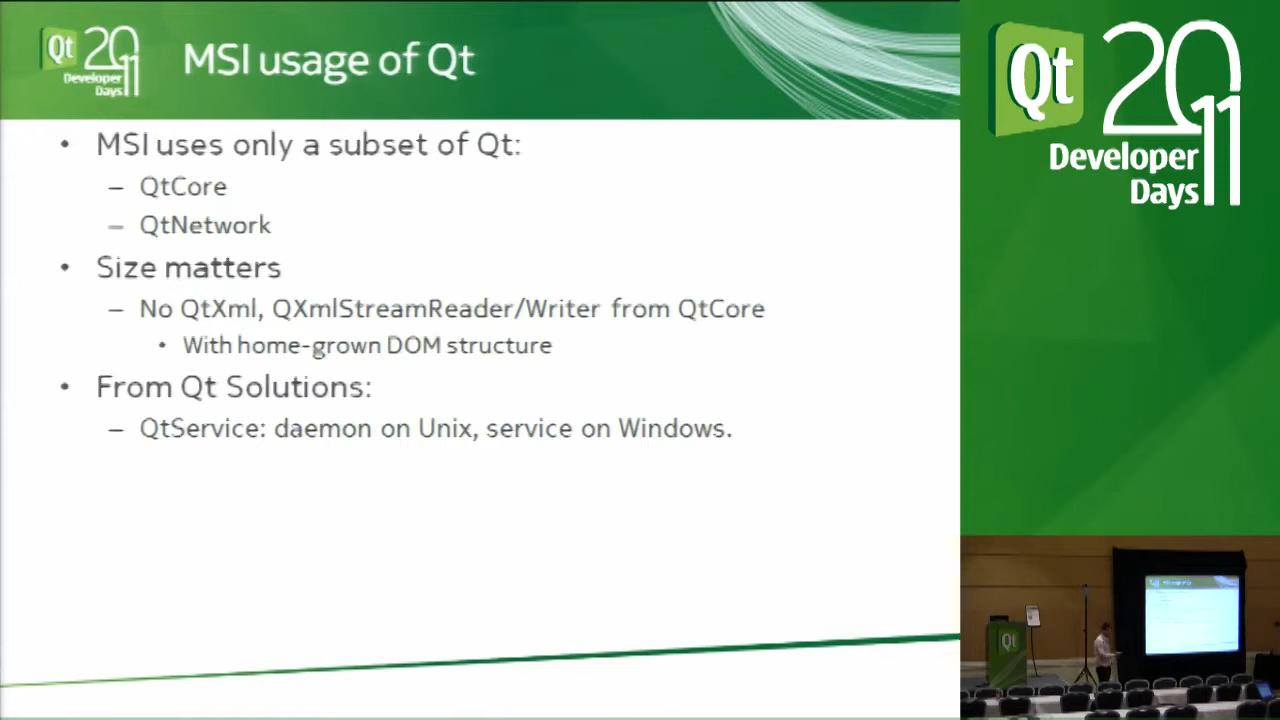 Qt 2011
Developer
Days
MSI usage of Qt
• MSI uses only a subset of Qt:
– QtCore
– QtNetwork
• Size matters
– No QtXml, QXmlStreamReader/Writer from QtCore
• With home-grown DOM structure
• From Qt Solutions:
– QtService: daemon on Unix, service on Windows.
Qt 2011
Developer
Days
Qt